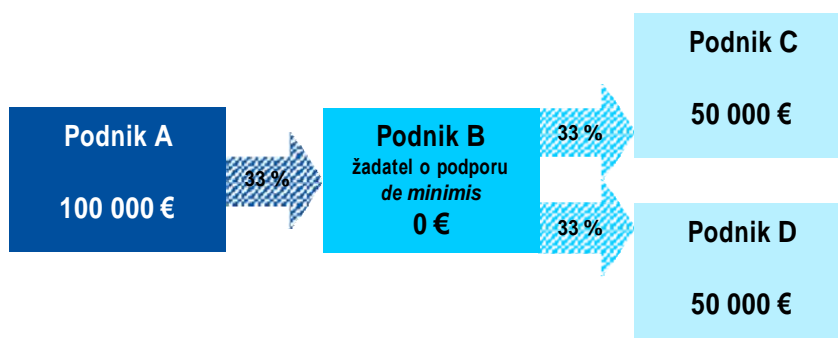 Podnik A
100 000 €
33 %
Podnik B
žadatel o podporu
de minimis
0 €
33 %
33 %
Podnik C
50 000 €
Podnik D
50 000 €